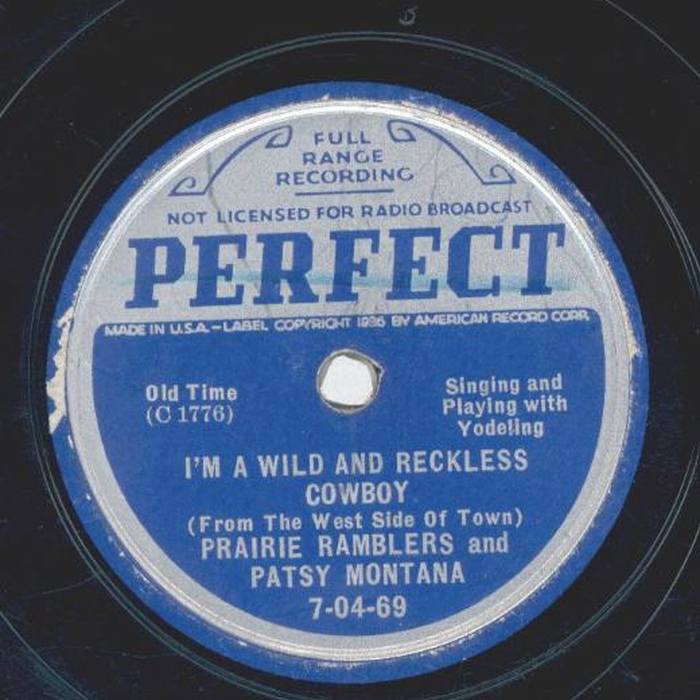 FULL
RANGE
RECORDING
NOT LICENSED FOR RADIO BROADCAST
PERFECT
MADE IN U.S.A.—LABEL COPYRIGHT 1936 BY AMERICAN RECORD CORP.
Old Time
(C 1776)
Singing and
Playing with
Yodeling
I'M A WILD AND RECKLESS
COWBOY
(From The West Side Of Town)
PRAIRIE RAMBLERS and
PATSY MONTANA
7-04-69